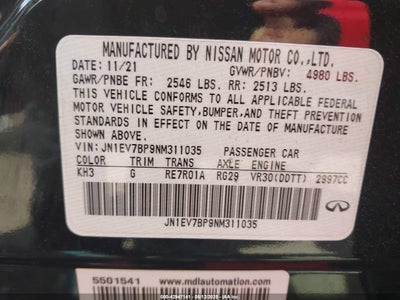 MANUFACTURED BY NISSAN MOTOR CO.,LTD.
DATE: 11/21 GVWR/PNBV: 4980 LBS.
GAWR/PNBE FR: 2546 LBS. RR: 2513 LBS.
THIS VEHICLE CONFORMS TO ALL APPLICABLE FEDERAL
MOTOR VEHICLE SAFETY,BUMPER,AND THEFT PREVENTION
STANDARDS IN EFFECT ON THE DATE OF MANUFACTURE
SHOWN ABOVE.
VIN: JN1EV7BP9NM311035 PASSENGER CAR
COLOR TRIM TRANS AXLE ENGINE
KH3 G RE7R01A RG29 VR30(DDTT) 2997CC
JN1EV7BP9NM311035
INFINITI
5501541 www.mdlautomation.com